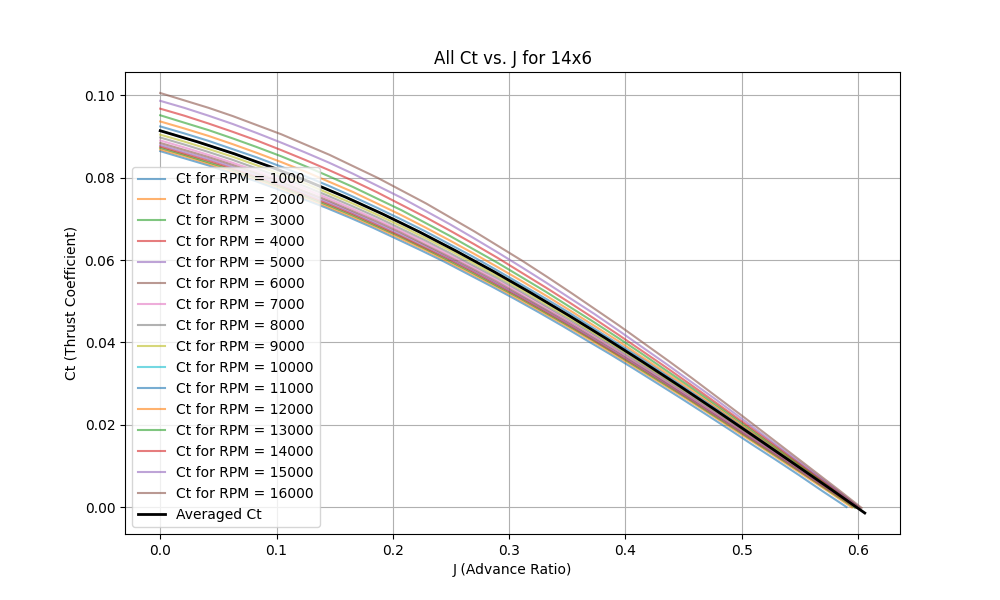 All Ct vs. J for 14x6
Ct (Thrust Coefficient)
0.10
0.08
0.06
0.04
0.02
0.00
Ct for RPM = 1000
Ct for RPM = 2000
Ct for RPM = 3000
Ct for RPM = 4000
Ct for RPM = 5000
Ct for RPM = 6000
Ct for RPM = 7000
Ct for RPM = 8000
Ct for RPM = 9000
Ct for RPM = 10000
Ct for RPM = 11000
Ct for RPM = 12000
Ct for RPM = 13000
Ct for RPM = 14000
Ct for RPM = 15000
Ct for RPM = 16000
Averaged Ct
0.0 0.1 0.2 0.3 0.4 0.5 0.6
J (Advance Ratio)